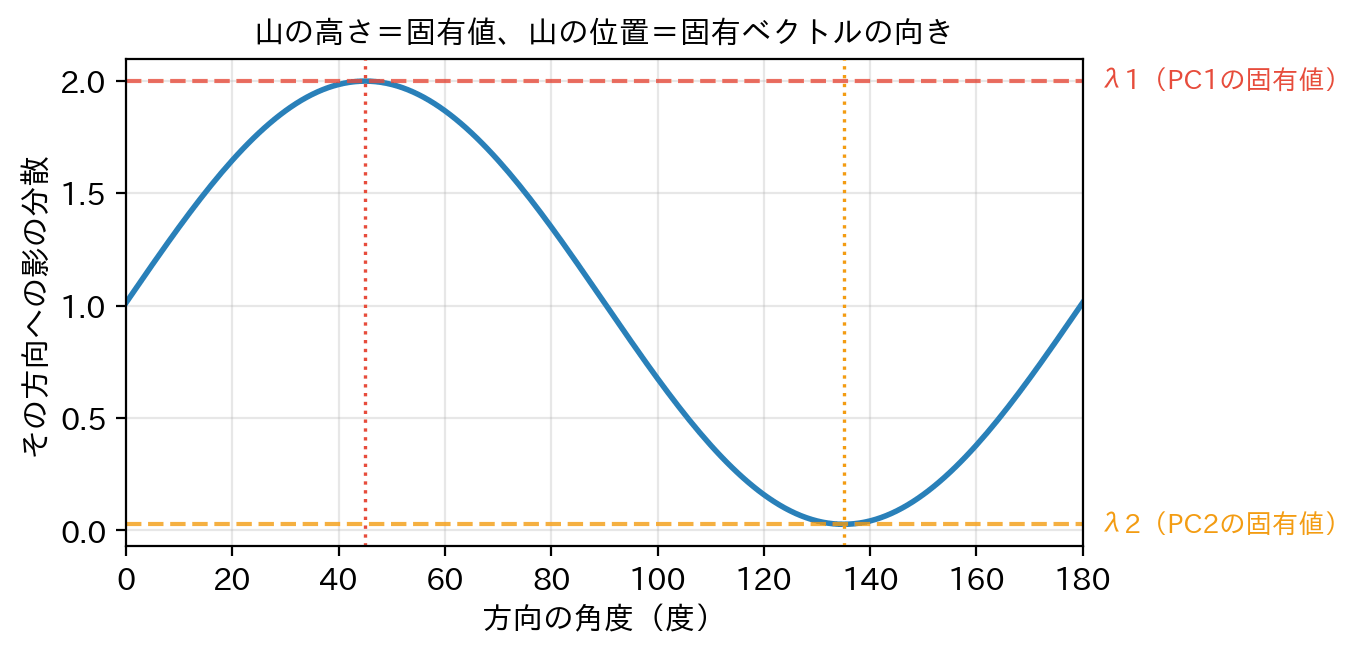 山の高さ＝固有値、山の位置＝固有ベクトルの向き
その方向への影の分散
2.0
1.5
1.0
0.5
0.0
λ1（PC1の固有値）
λ2（PC2の固有値）
0 20 40 60 80 100 120 140 160 180
方向の角度（度）